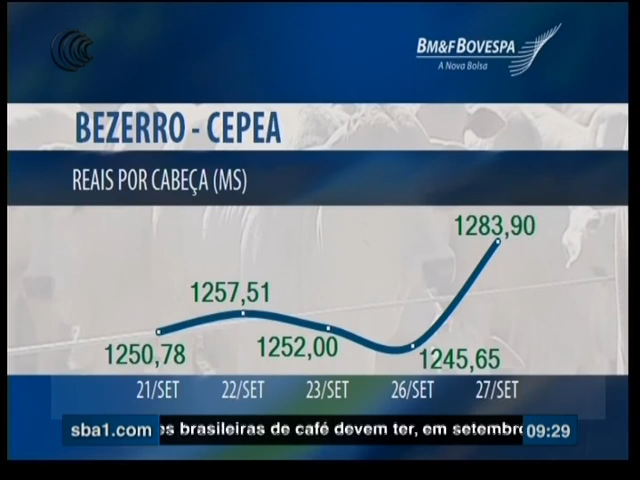 BM&FBOVESPA
A Nova Bolsa
BEZERRO - CEPEA
REAIS POR CABEÇA (MS)
1283,90
1257,51
1250,78
1252,00
1245,65
21/SET 22/SET 23/SET 26/SET 27/SET
sba1.com es brasileiras de café devem ter, em setembro 09:29